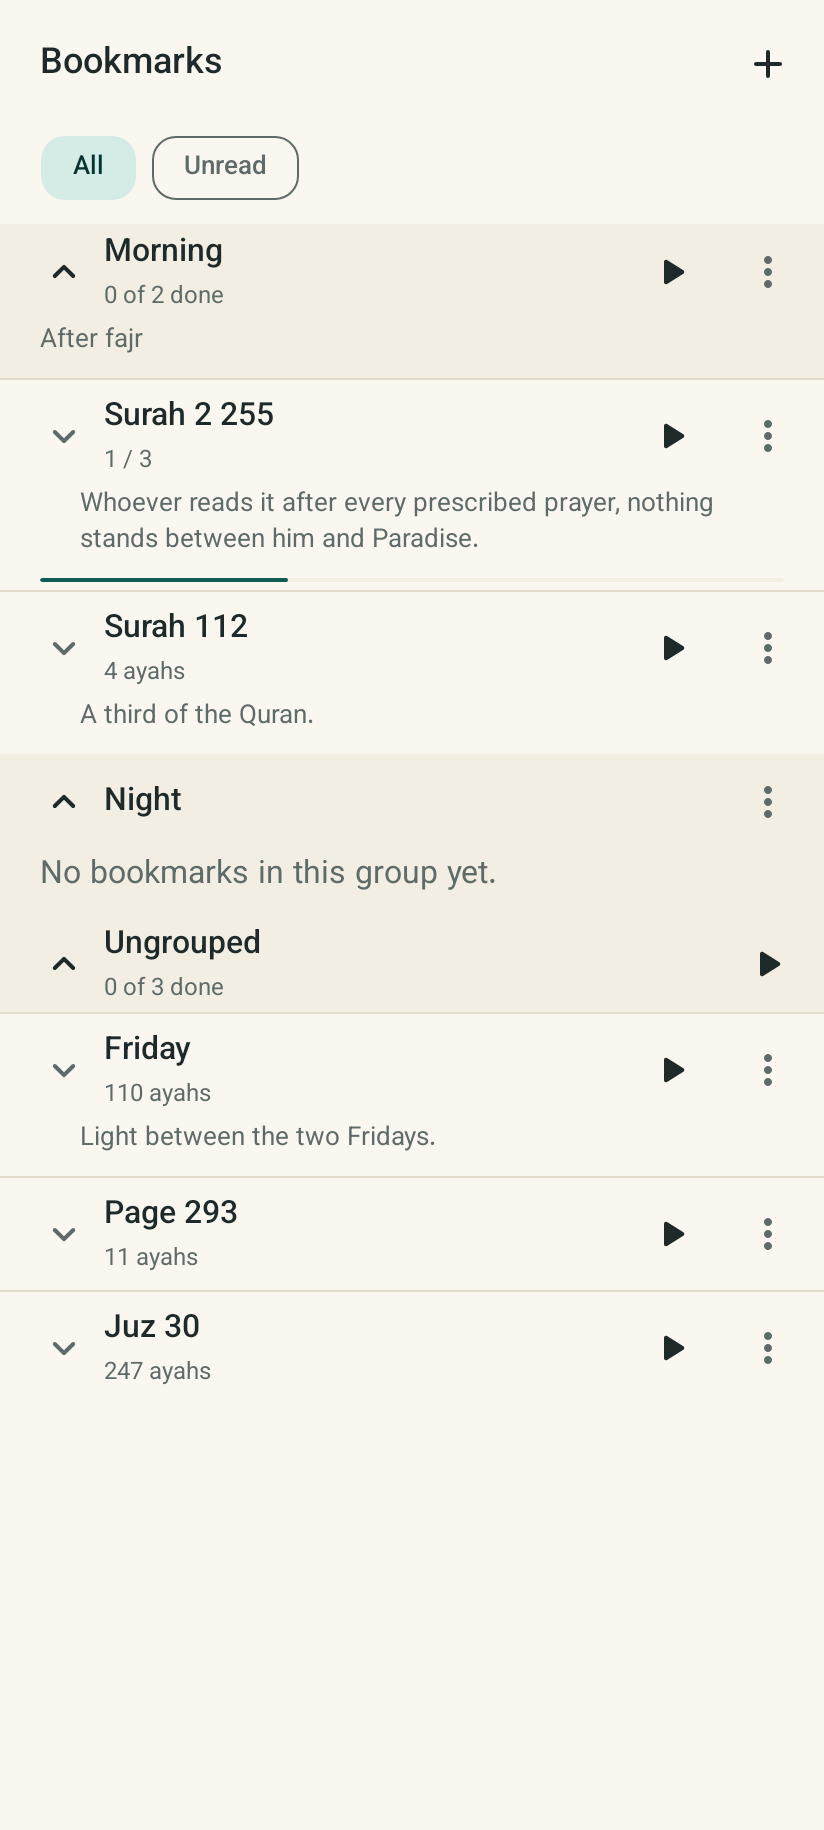 Bookmarks
All
Unread
Morning
0 of 2 done
After fajr
Surah 2 255
1 / 3
Whoever reads it after every prescribed prayer, nothing
stands between him and Paradise.
Surah 112
4 ayahs
A third of the Quran.
Night
No bookmarks in this group yet.
Ungrouped
0 of 3 done
Friday
110 ayahs
Light between the two Fridays.
Page 293
11 ayahs
Juz 30
247 ayahs